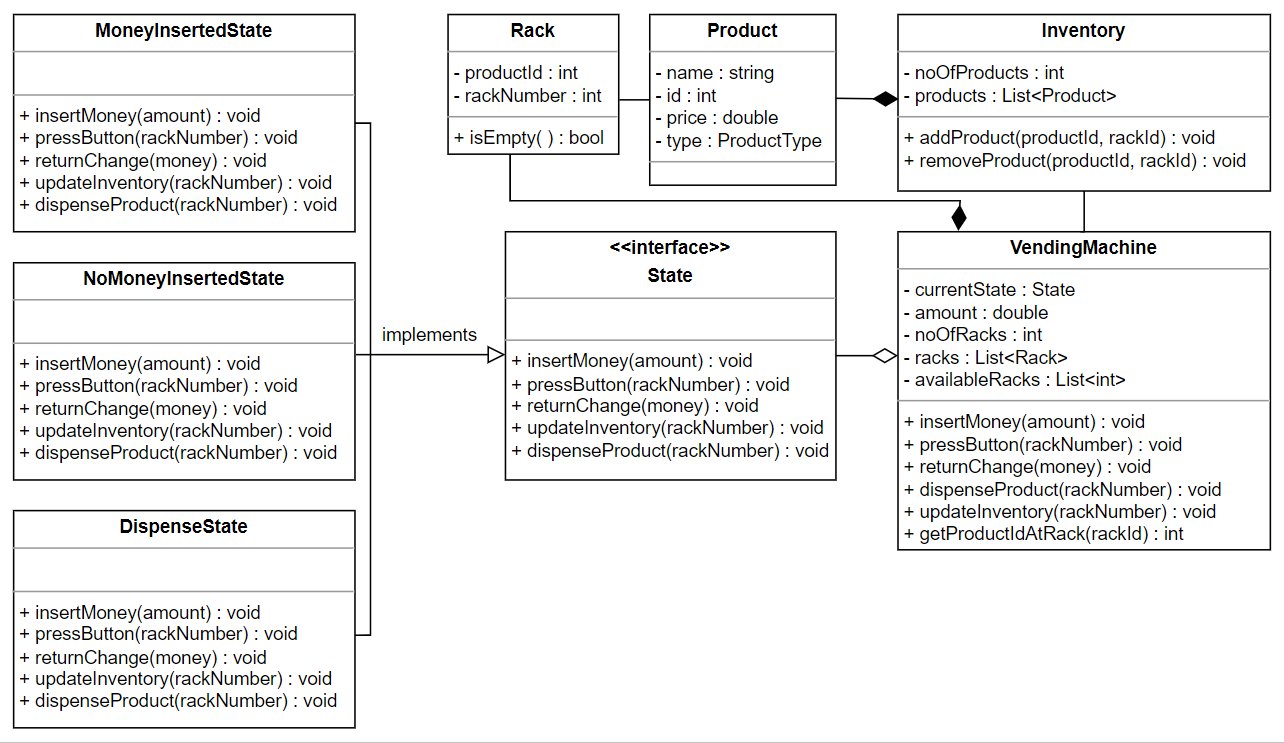 MoneyInsertedState
+ insertMoney(amount) : void
+ pressButton(rackNumber) : void
+ returnChange(money) : void
+ updateInventory(rackNumber) : void
+ dispenseProduct(rackNumber) : void
Rack
- productId : int
- rackNumber : int
+ isEmpty( ) : bool
Product
- name : string
- id : int
- price : double
- type : ProductType
Inventory
- noOfProducts : int
- products : List<Product>
+ addProduct(productId, rackId) : void
+ removeProduct(productId, rackId) : void
NoMoneyInsertedState
+ insertMoney(amount) : void
+ pressButton(rackNumber) : void
+ returnChange(money) : void
+ updateInventory(rackNumber) : void
+ dispenseProduct(rackNumber) : void
implements
<<interface>>
State
+ insertMoney(amount) : void
+ pressButton(rackNumber) : void
+ returnChange(money) : void
+ updateInventory(rackNumber) : void
+ dispenseProduct(rackNumber) : void
VendingMachine
- currentState : State
- amount : double
- noOfRacks : int
- racks : List<Rack>
- availableRacks : List<int>
+ insertMoney(amount) : void
+ pressButton(rackNumber) : void
+ returnChange(money) : void
+ dispenseProduct(rackNumber) : void
+ updateInventory(rackNumber) : void
+ getProductIdAtRack(rackId) : int
DispenseState
+ insertMoney(amount) : void
+ pressButton(rackNumber) : void
+ returnChange(money) : void
+ updateInventory(rackNumber) : void
+ dispenseProduct(rackNumber) : void